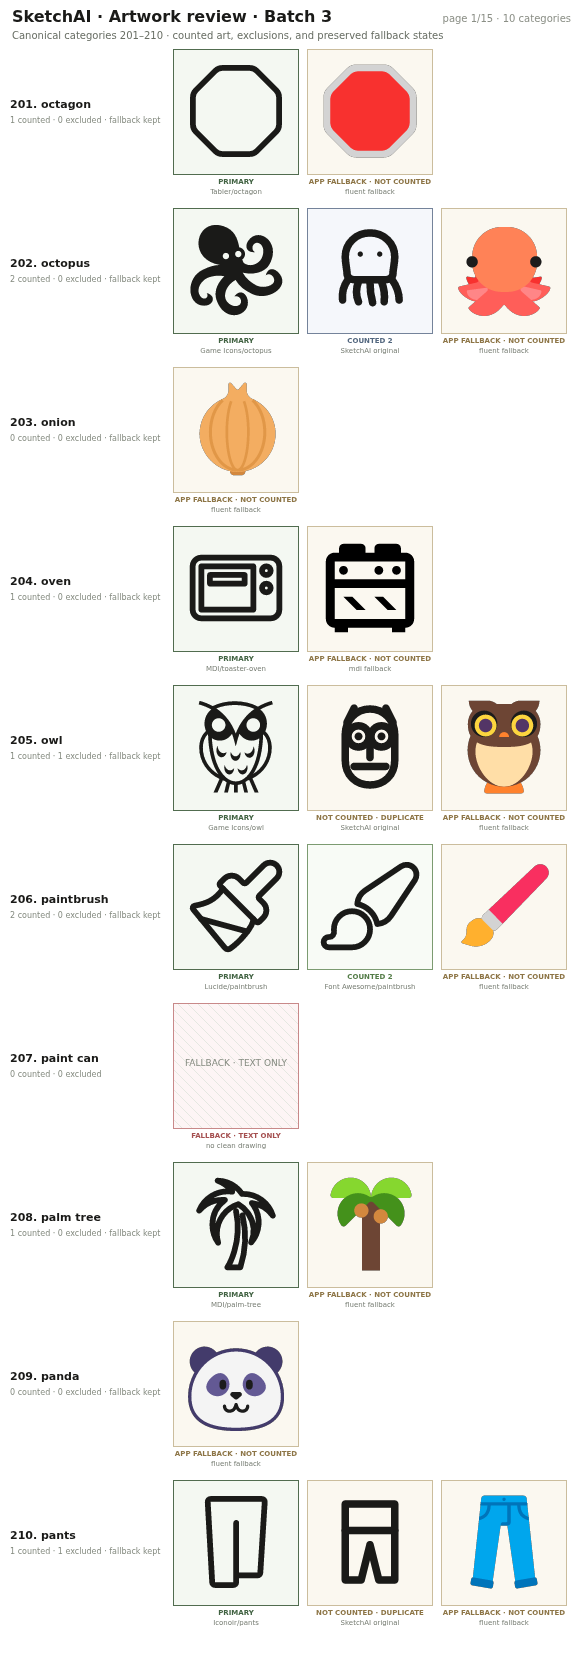 SketchAI · Artwork review · Batch 3
page 1/15 · 10 categories
Canonical categories 201–210 · counted art, exclusions, and preserved fallback states
201. octagon
1 counted · 0 excluded · fallback kept
PRIMARY
Tabler/octagon
APP FALLBACK · NOT COUNTED
fluent fallback
202. octopus
2 counted · 0 excluded · fallback kept
PRIMARY
Game Icons/octopus
COUNTED 2
SketchAI original
APP FALLBACK · NOT COUNTED
fluent fallback
203. onion
0 counted · 0 excluded · fallback kept
APP FALLBACK · NOT COUNTED
fluent fallback
204. oven
1 counted · 0 excluded · fallback kept
PRIMARY
MDI/toaster-oven
APP FALLBACK · NOT COUNTED
mdi fallback
205. owl
1 counted · 1 excluded · fallback kept
PRIMARY
Game Icons/owl
NOT COUNTED · DUPLICATE
SketchAI original
APP FALLBACK · NOT COUNTED
fluent fallback
206. paintbrush
2 counted · 0 excluded · fallback kept
PRIMARY
Lucide/paintbrush
COUNTED 2
Font Awesome/paintbrush
APP FALLBACK · NOT COUNTED
fluent fallback
207. paint can
0 counted · 0 excluded
FALLBACK · TEXT ONLY
FALLBACK · TEXT ONLY
no clean drawing
208. palm tree
1 counted · 0 excluded · fallback kept
PRIMARY
MDI/palm-tree
APP FALLBACK · NOT COUNTED
fluent fallback
209. panda
0 counted · 0 excluded · fallback kept
APP FALLBACK · NOT COUNTED
fluent fallback
210. pants
1 counted · 1 excluded · fallback kept
PRIMARY
Iconoir/pants
NOT COUNTED · DUPLICATE
SketchAI original
APP FALLBACK · NOT COUNTED
fluent fallback